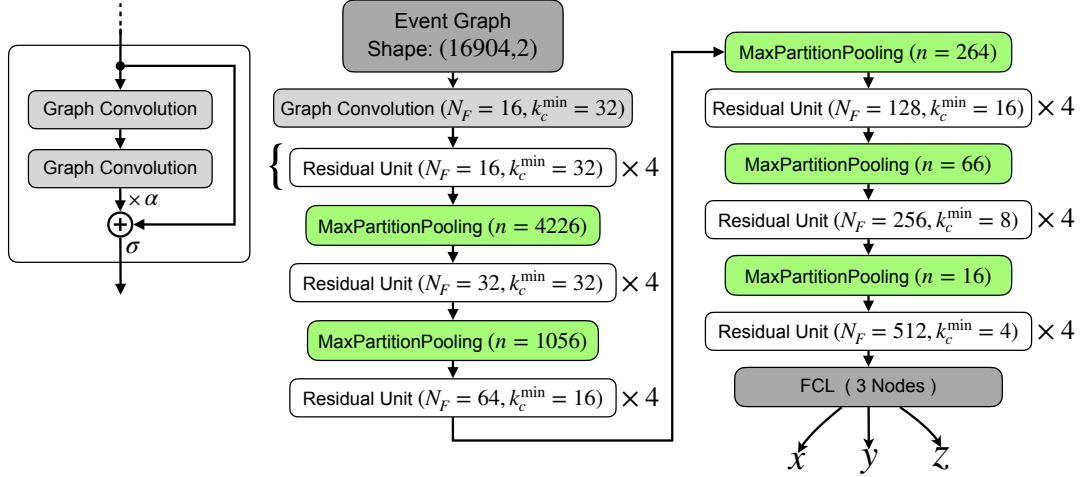 Graph Convolution
Graph Convolution
× α
+
σ
Event Graph
Shape: (16904,2)
Graph Convolution (N_F = 16, k_c^min = 32)
{ Residual Unit (N_F = 16, k_c^min = 32) × 4
MaxPartitionPooling (n = 4226)
Residual Unit (N_F = 32, k_c^min = 32) × 4
MaxPartitionPooling (n = 1056)
Residual Unit (N_F = 64, k_c^min = 16) × 4
MaxPartitionPooling (n = 264)
Residual Unit (N_F = 128, k_c^min = 16) × 4
MaxPartitionPooling (n = 66)
Residual Unit (N_F = 256, k_c^min = 8) × 4
MaxPartitionPooling (n = 16)
Residual Unit (N_F = 512, k_c^min = 4) × 4
FCL ( 3 Nodes )
x y z